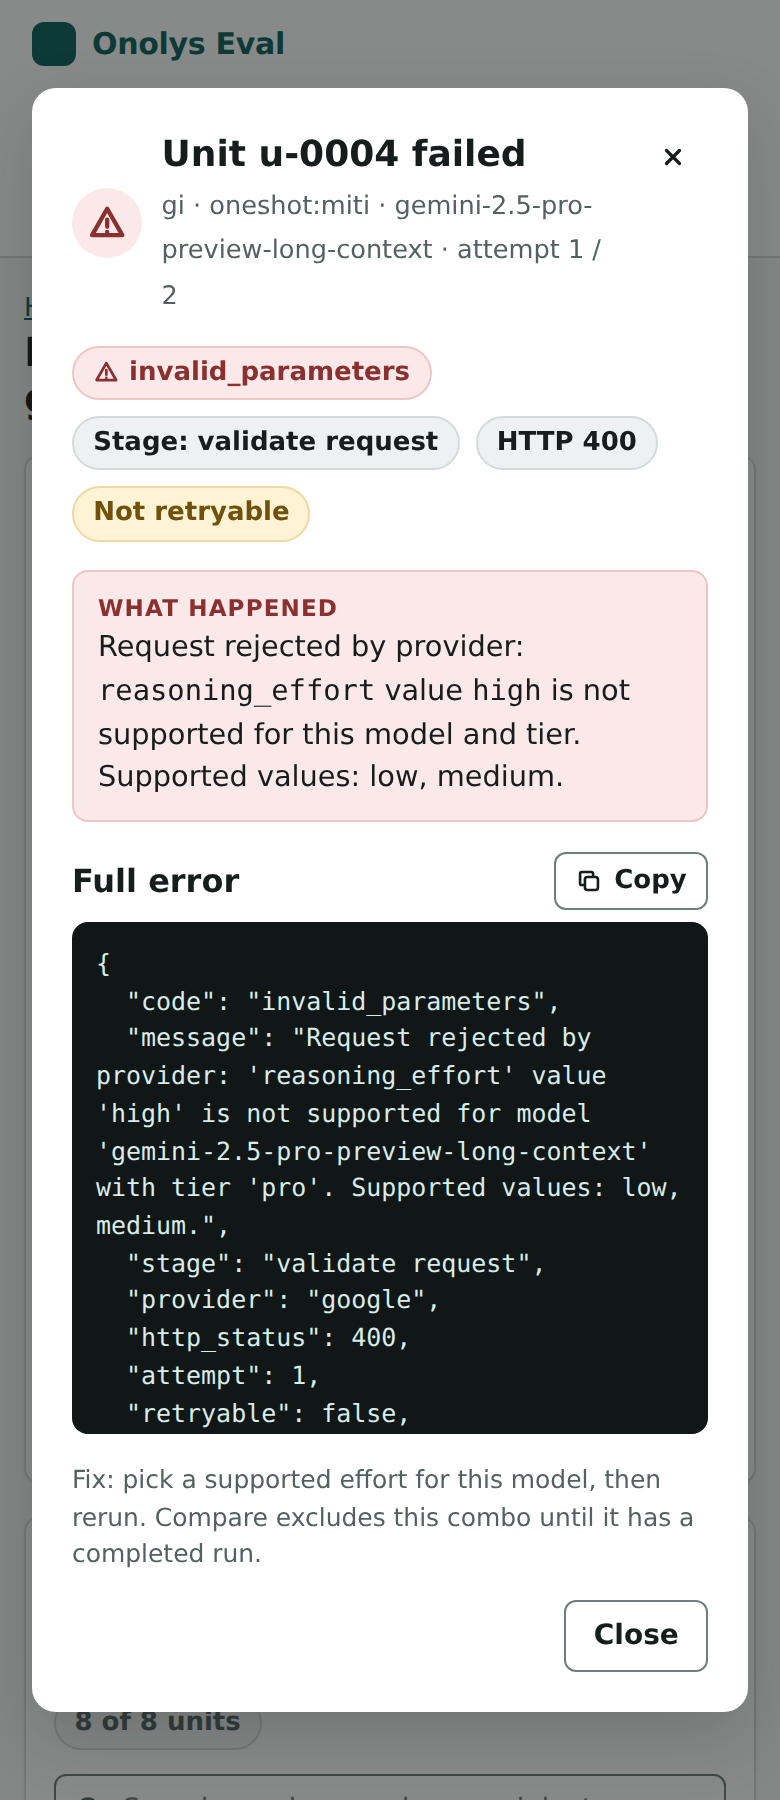 Onolys Eval
Unit u-0004 failed
gi · oneshot:miti · gemini-2.5-pro-
preview-long-context · attempt 1 /
2
invalid_parameters
Stage: validate request
HTTP 400
Not retryable
WHAT HAPPENED
Request rejected by provider:
reasoning_effort value high is not
supported for this model and tier.
Supported values: low, medium.
Full error
Copy
{
"code": "invalid_parameters",
"message": "Request rejected by
provider: 'reasoning_effort' value
'high' is not supported for model
'gemini-2.5-pro-preview-long-context'
with tier 'pro'. Supported values: low,
medium.",
"stage": "validate request",
"provider": "google",
"http_status": 400,
"attempt": 1,
"retryable": false,
Fix: pick a supported effort for this model, then
rerun. Compare excludes this combo until it has a
completed run.
Close
8 of 8 units